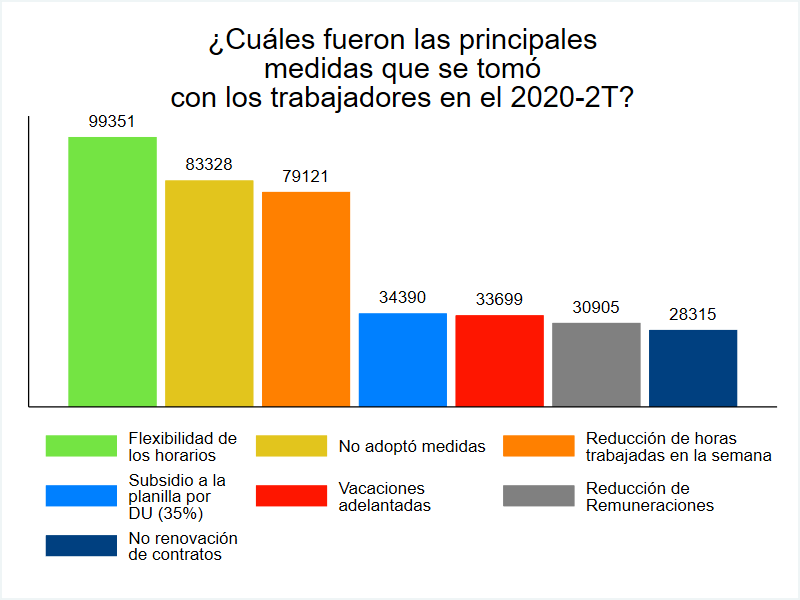 ¿Cuáles fueron las principales
medidas que se tomó
con los trabajadores en el 2020-2T?
99351
83328
79121
34390
33699
30905
28315
Flexibilidad de
los horarios
No adoptó medidas
Reducción de horas
trabajadas en la semana
Subsidio a la
planilla por
DU (35%)
Vacaciones
adelantadas
Reducción de
Remuneraciones
No renovación
de contratos